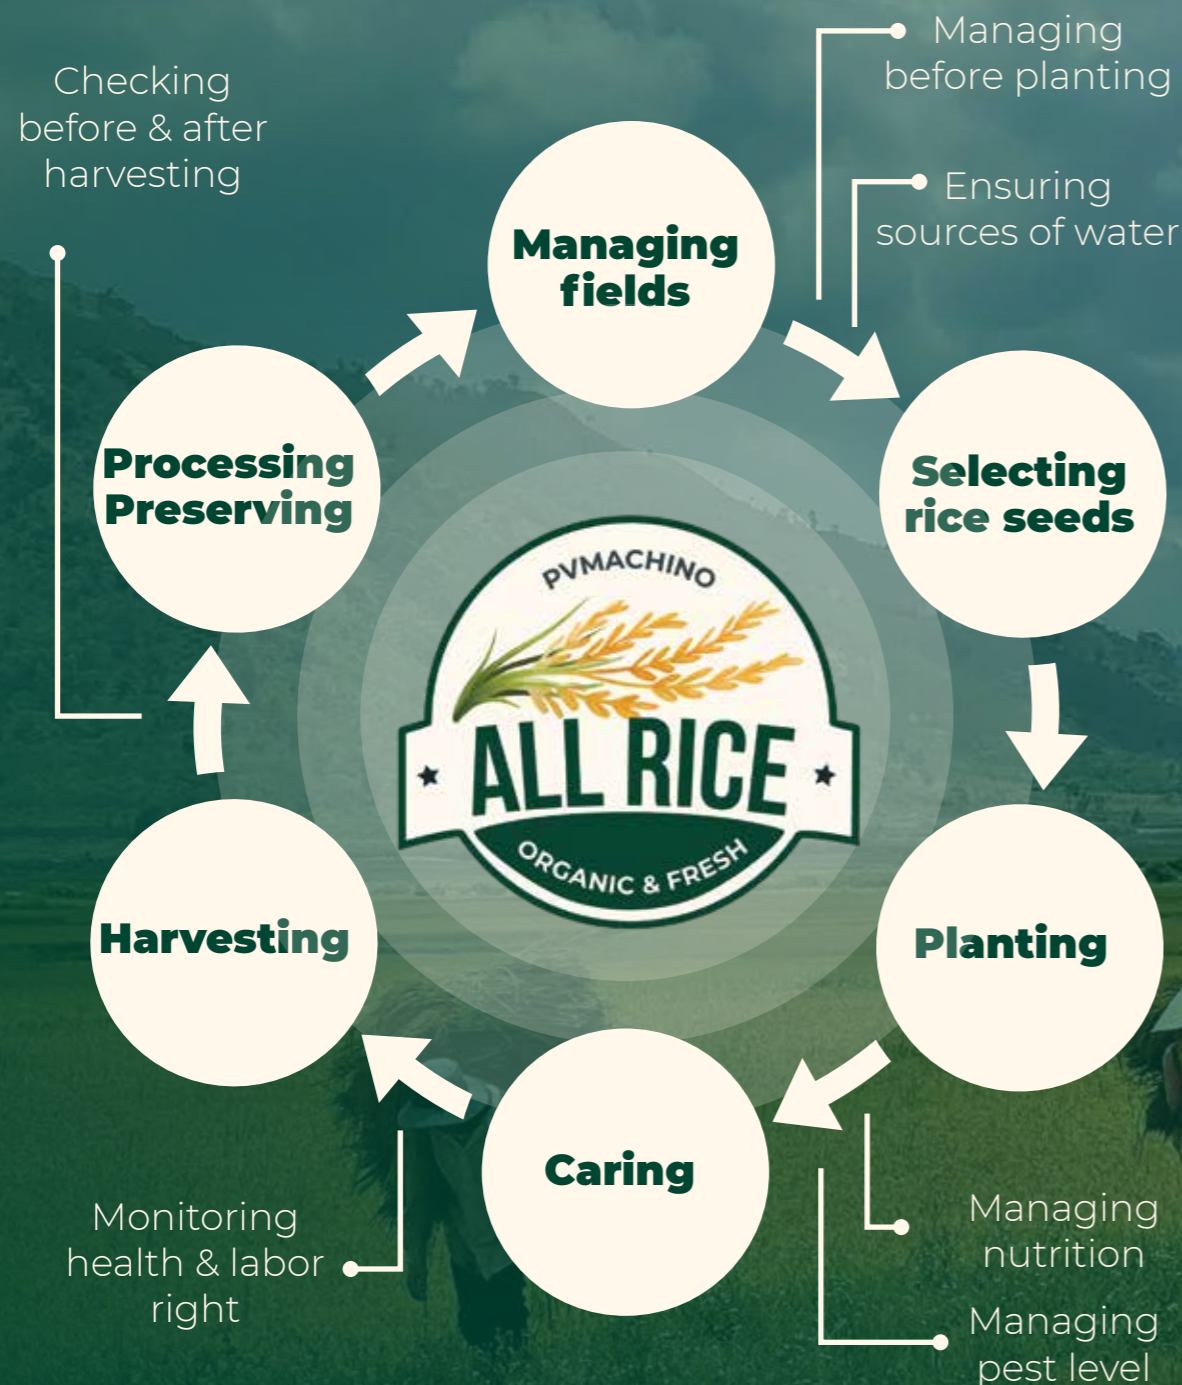 Checking
before & after
harvesting
Managing
before planting
Ensuring
sources of water
Managing
fields
Selecting
rice seeds
Planting
Caring
Harvesting
Processing
Preserving
PVMACHINO
ALL RICE
ORGANIC & FRESH
Monitoring
health & labor
right
Managing
nutrition
Managing
pest level